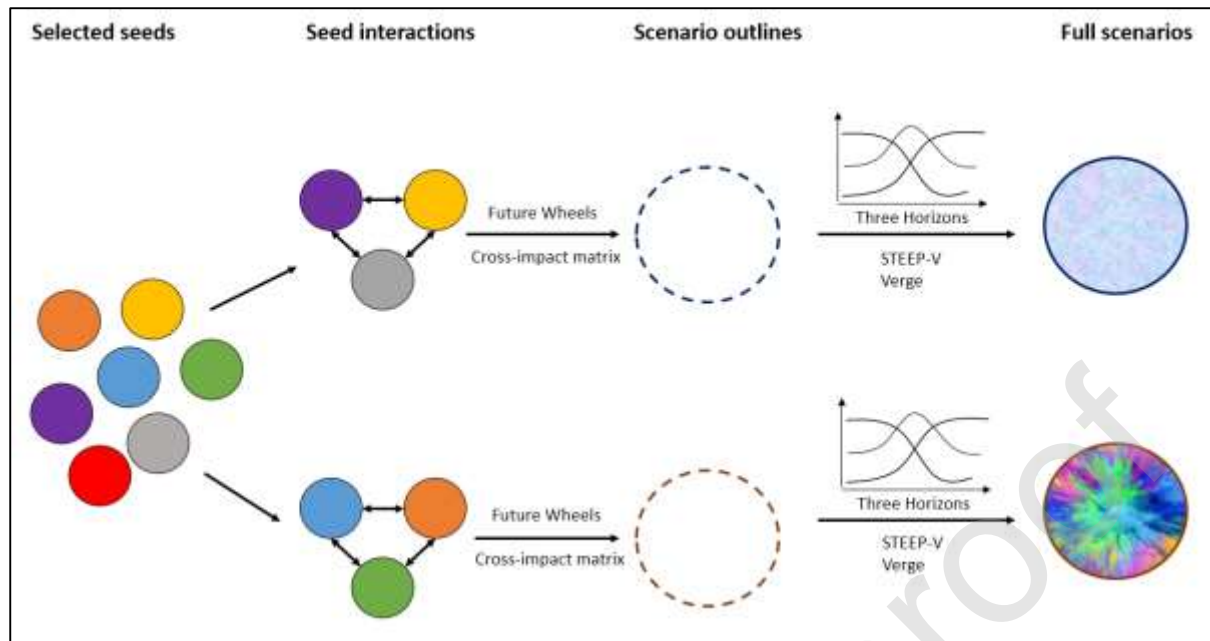 Selected seeds
Seed interactions
Scenario outlines
Full scenarios
Future Wheels
Cross-impact matrix
Three Horizons
STEEP-V
Verge
Future Wheels
Cross-impact matrix
Three Horizons
STEEP-V
Verge
roof